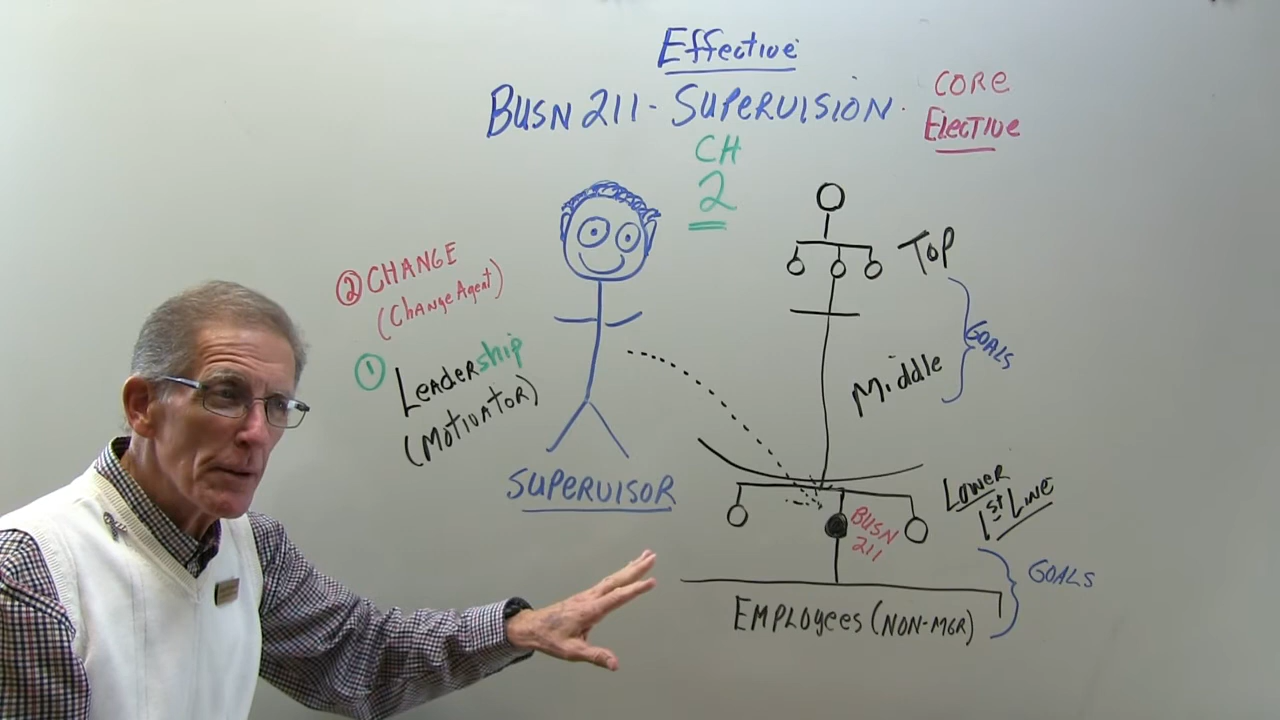 Effective
BUSN 211 - SUPERVISION.
CORE
Elective
CH
2
② CHANGE
(Change Agent)
① Leadership
(MOTIVATOR)
SUPERVISOR
TOP
GOALS
Middle
LOWER
1st LINE
BUSN
211
GOALS
EMPloyees (NON-MGR)